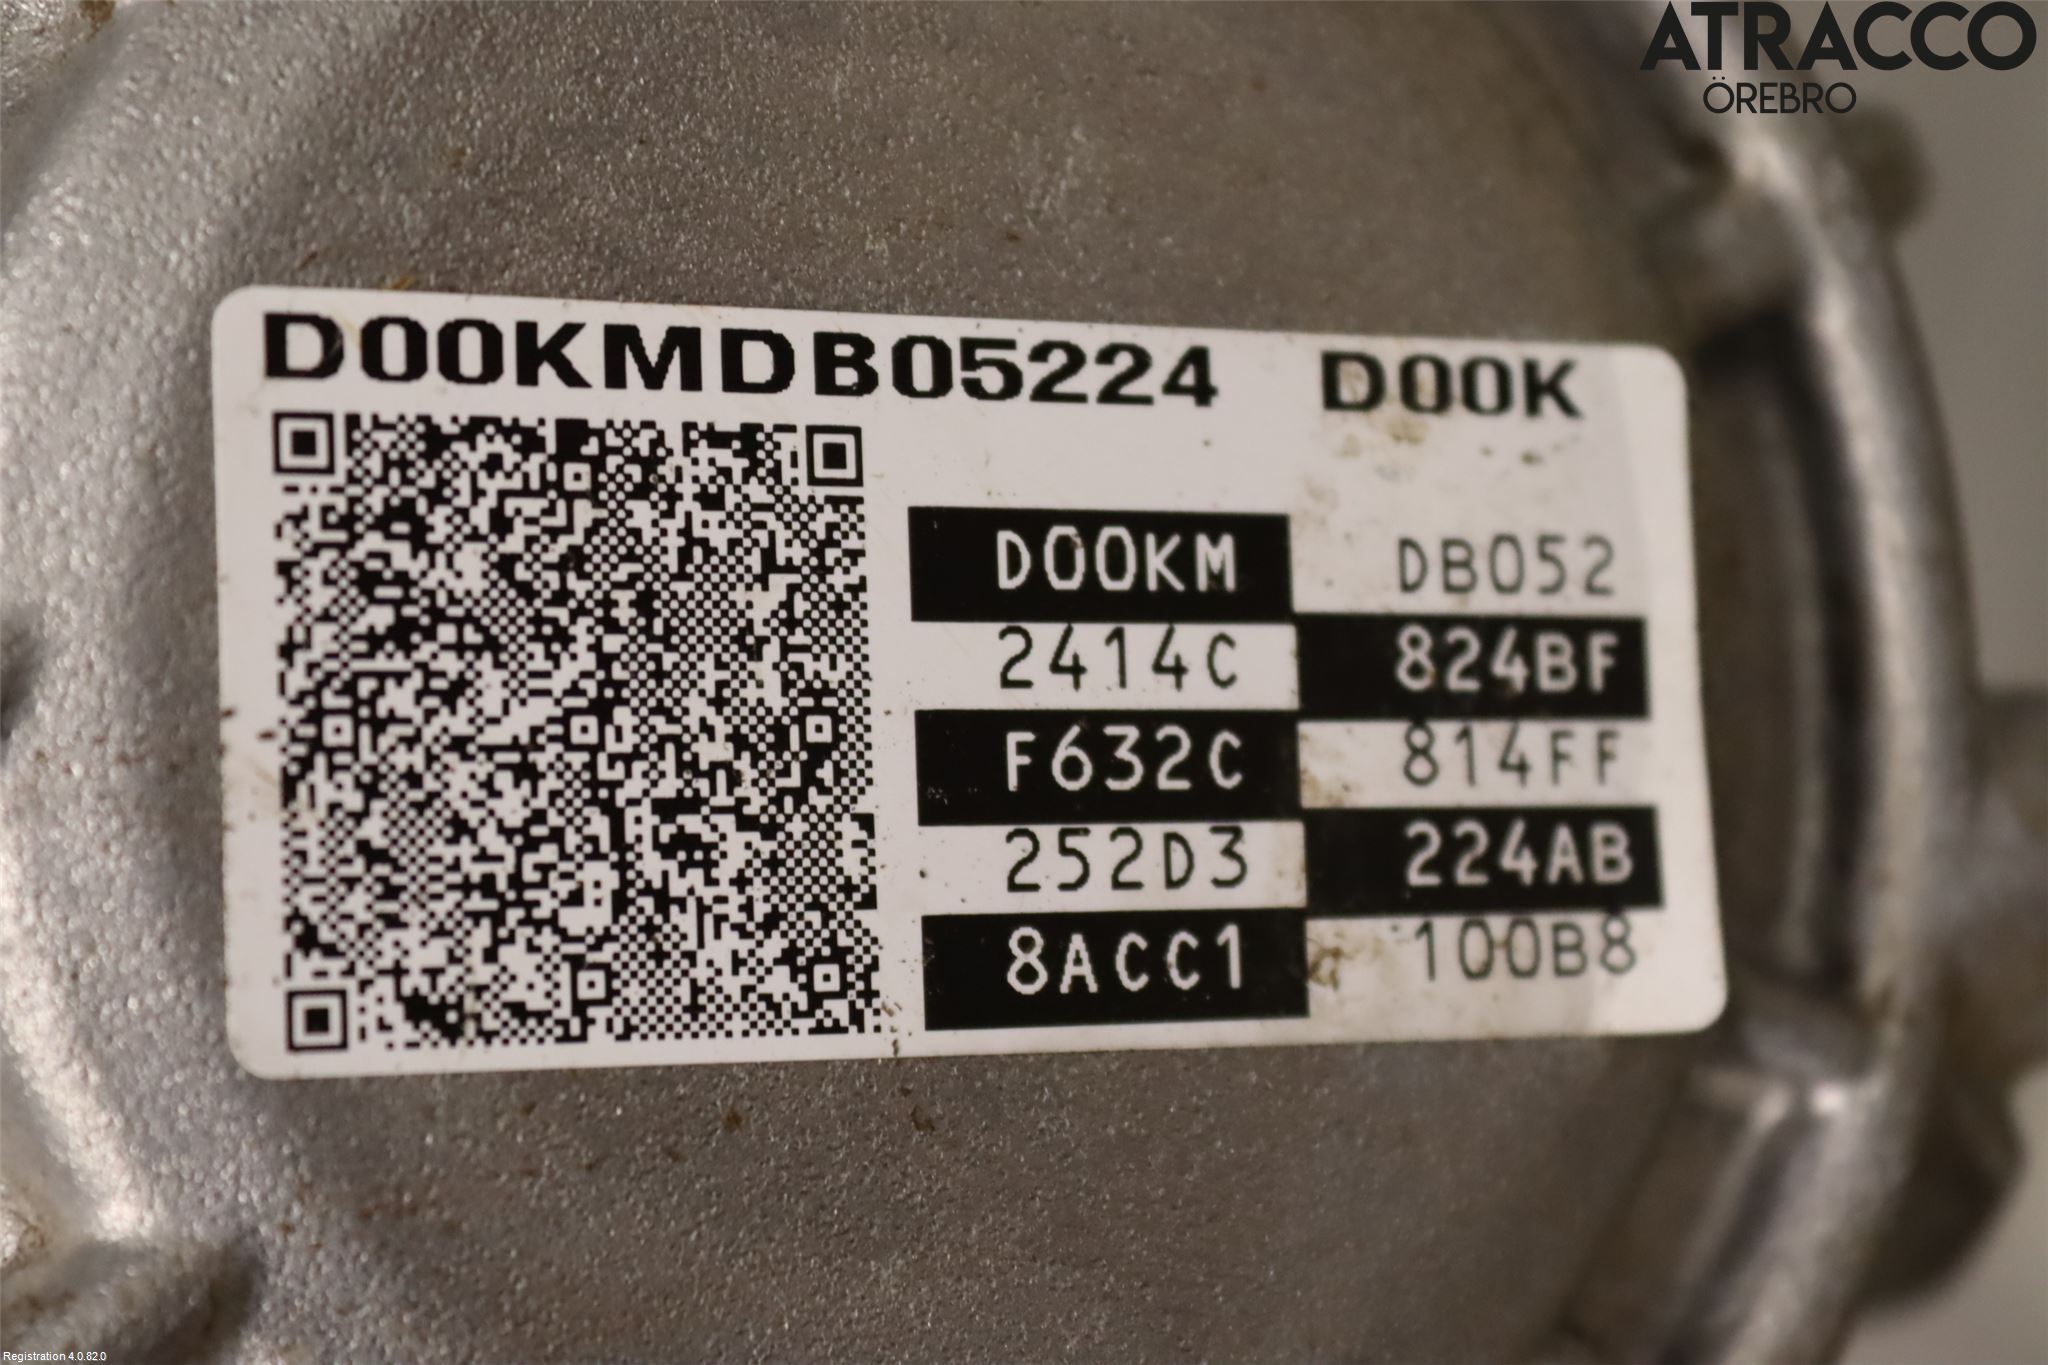 ATRACCO
ÖREBRO
D00KMDB05224 D00K
D00KM DB052
2414C 824BF
F632C 814FF
252D3 224AB
8ACC1 100B8
Registration 4.0.82.0